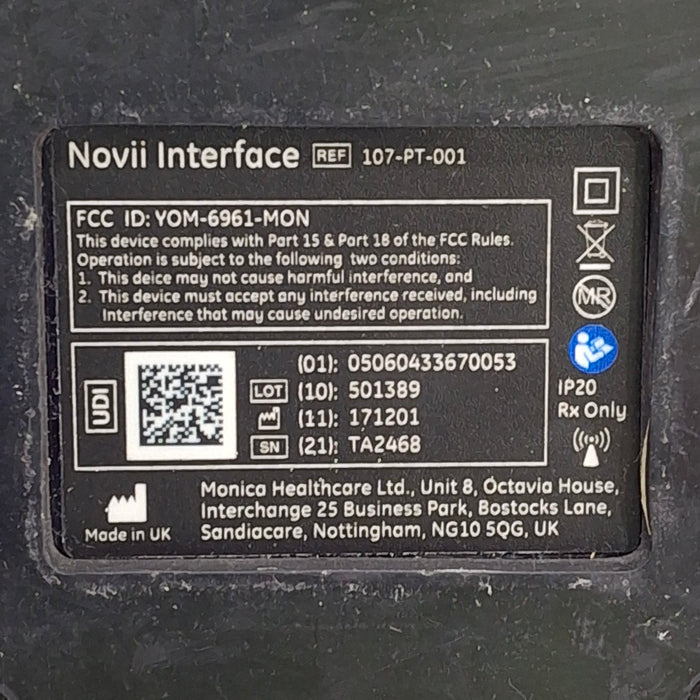 Novii Interface REF 107-PT-001
FCC ID: YOM-6961-MON
This device complies with Part 15 & Part 18 of the FCC Rules.
Operation is subject to the following two conditions:
1. This deice may not cause harmful interference, and
2. This device must accept any interference received, including
Interference that may cause undesired operation.
MR
UDI
(01): 05060433670053
LOT (10): 501389
(11): 171201
SN (21): TA2468
IP20
Rx Only
Made in UK
Monica Healthcare Ltd., Unit 8, Octavia House,
Interchange 25 Business Park, Bostocks Lane,
Sandiacare, Nottingham, NG10 5QG, UK